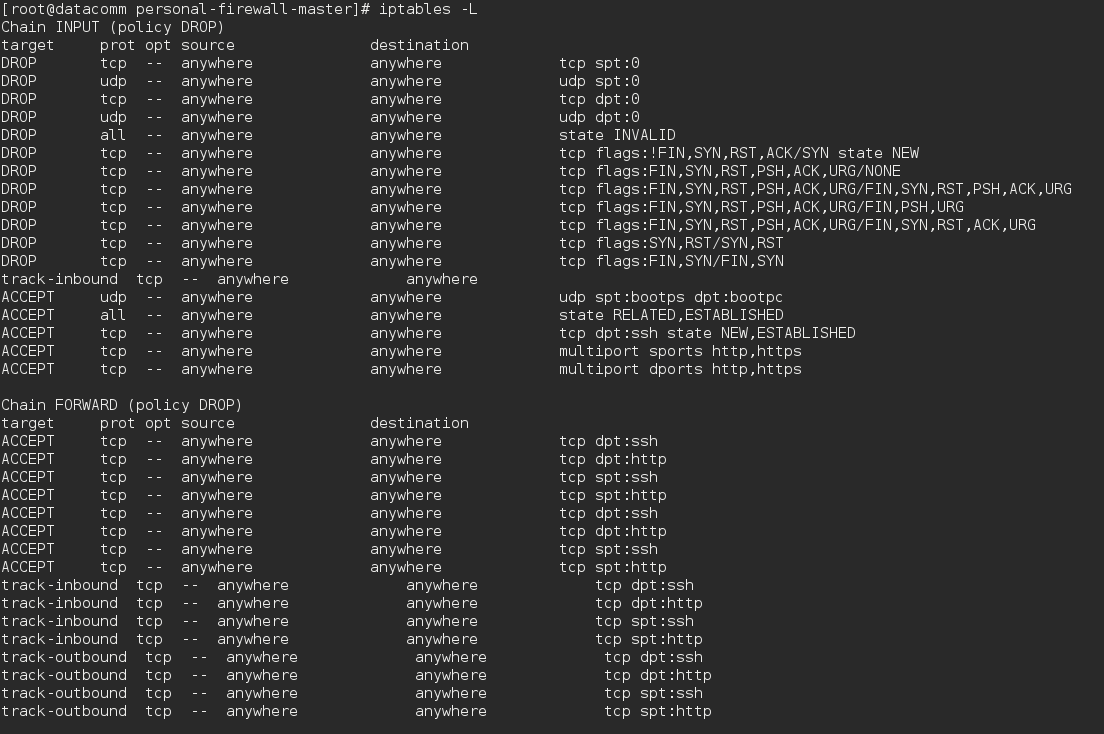 [root@datacomm personal-firewall-master]# iptables -L
Chain INPUT (policy DROP)
target     prot opt source               destination
DROP       tcp  --  anywhere             anywhere             tcp spt:0
DROP       udp  --  anywhere             anywhere             udp spt:0
DROP       tcp  --  anywhere             anywhere             tcp dpt:0
DROP       udp  --  anywhere             anywhere             udp dpt:0
DROP       all  --  anywhere             anywhere             state INVALID
DROP       tcp  --  anywhere             anywhere             tcp flags:!FIN,SYN,RST,ACK/SYN state NEW
DROP       tcp  --  anywhere             anywhere             tcp flags:FIN,SYN,RST,PSH,ACK,URG/NONE
DROP       tcp  --  anywhere             anywhere             tcp flags:FIN,SYN,RST,PSH,ACK,URG/FIN,SYN,RST,PSH,ACK,URG
DROP       tcp  --  anywhere             anywhere             tcp flags:FIN,SYN,RST,PSH,ACK,URG/FIN,PSH,URG
DROP       tcp  --  anywhere             anywhere             tcp flags:FIN,SYN,RST,PSH,ACK,URG/FIN,SYN,RST,ACK,URG
DROP       tcp  --  anywhere             anywhere             tcp flags:SYN,RST/SYN,RST
DROP       tcp  --  anywhere             anywhere             tcp flags:FIN,SYN/FIN,SYN
track-inbound  tcp  --  anywhere             anywhere
ACCEPT     udp  --  anywhere             anywhere             udp spt:bootps dpt:bootpc
ACCEPT     all  --  anywhere             anywhere             state RELATED,ESTABLISHED
ACCEPT     tcp  --  anywhere             anywhere             tcp dpt:ssh state NEW,ESTABLISHED
ACCEPT     tcp  --  anywhere             anywhere             multiport sports http,https
ACCEPT     tcp  --  anywhere             anywhere             multiport dports http,https

Chain FORWARD (policy DROP)
target     prot opt source               destination
ACCEPT     tcp  --  anywhere             anywhere             tcp dpt:ssh
ACCEPT     tcp  --  anywhere             anywhere             tcp dpt:http
ACCEPT     tcp  --  anywhere             anywhere             tcp spt:ssh
ACCEPT     tcp  --  anywhere             anywhere             tcp spt:http
ACCEPT     tcp  --  anywhere             anywhere             tcp dpt:ssh
ACCEPT     tcp  --  anywhere             anywhere             tcp dpt:http
ACCEPT     tcp  --  anywhere             anywhere             tcp spt:ssh
ACCEPT     tcp  --  anywhere             anywhere             tcp spt:http
track-inbound  tcp  --  anywhere             anywhere             tcp dpt:ssh
track-inbound  tcp  --  anywhere             anywhere             tcp dpt:http
track-inbound  tcp  --  anywhere             anywhere             tcp spt:ssh
track-inbound  tcp  --  anywhere             anywhere             tcp spt:http
track-outbound  tcp  --  anywhere             anywhere             tcp dpt:ssh
track-outbound  tcp  --  anywhere             anywhere             tcp dpt:http
track-outbound  tcp  --  anywhere             anywhere             tcp spt:ssh
track-outbound  tcp  --  anywhere             anywhere             tcp spt:http